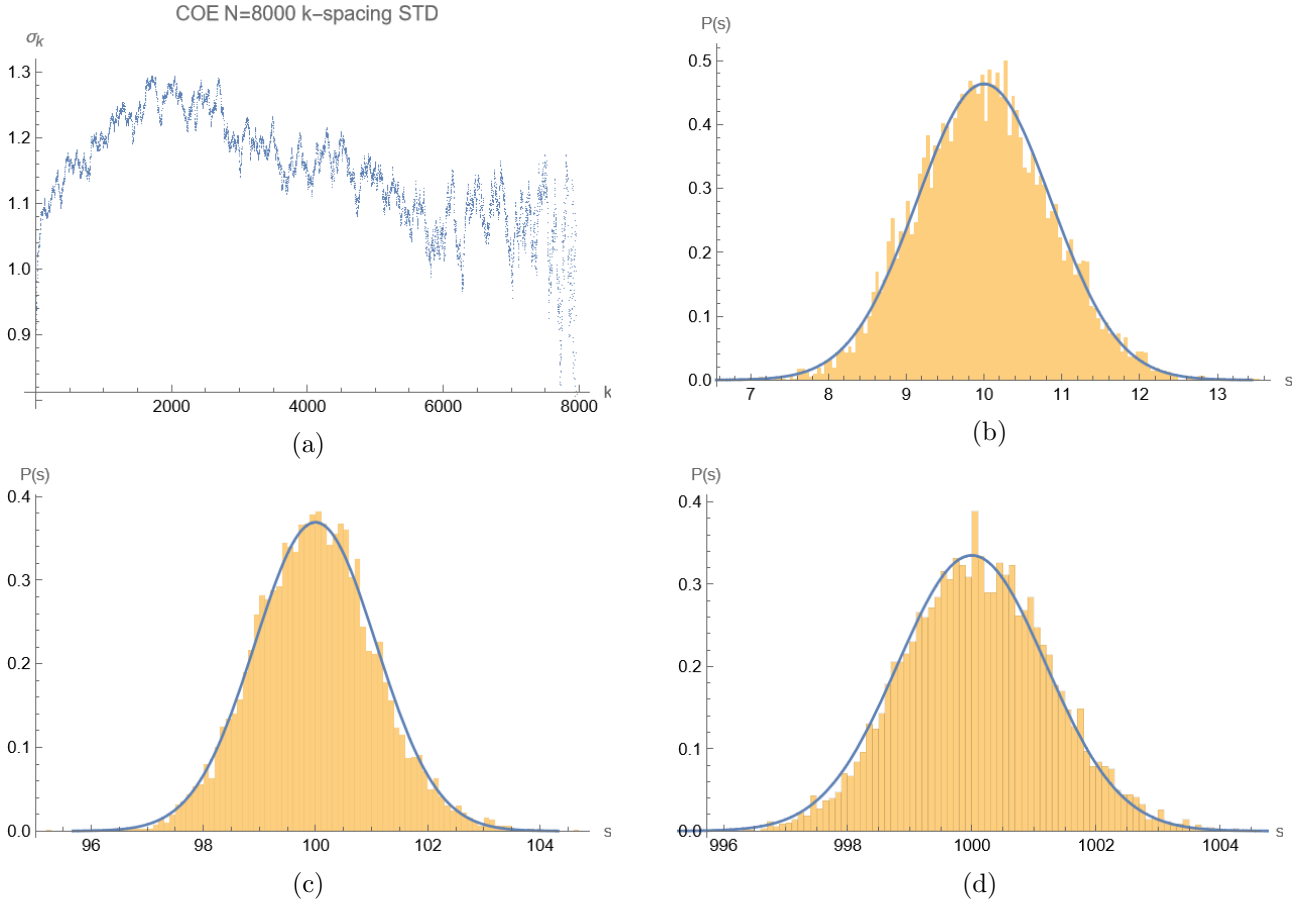 COE N=8000 k-spacing STD
σk
1.3
1.2
1.1
1.0
0.9
2000 4000 6000 8000 k
(a)
P(s)
0.5
0.4
0.3
0.2
0.1
0.0
7 8 9 10 11 12 13 s
(b)
P(s)
0.4
0.3
0.2
0.1
0.0
96 98 100 102 104 s
(c)
P(s)
0.4
0.3
0.2
0.1
0.0
996 998 1000 1002 1004 s
(d)